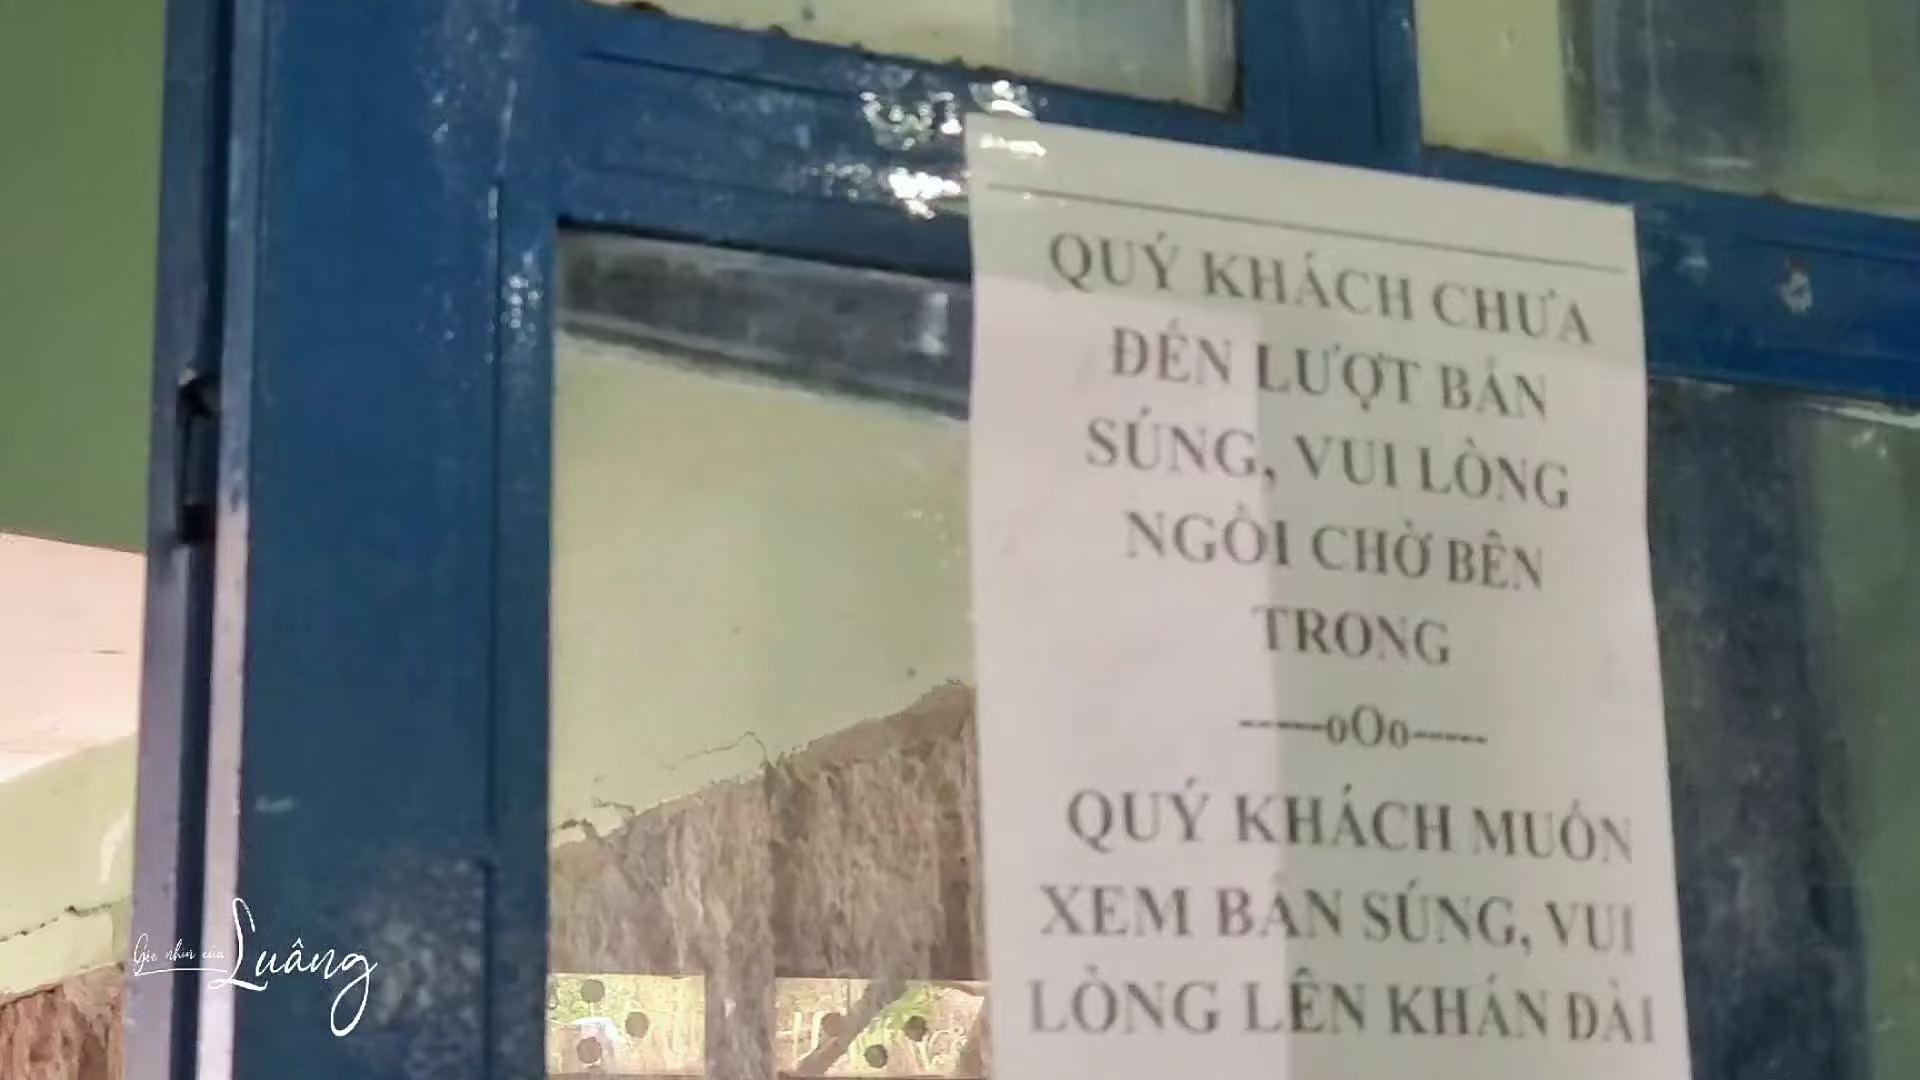 QUÝ KHÁCH CHƯA
ĐẾN LƯỢT BẮN
SÚNG, VUI LÒNG
NGỒI CHỜ BÊN
TRONG
-----oOo-----
QUÝ KHÁCH MUỐN
XEM BẮN SÚNG, VUI
LÒNG LÊN KHÁN ĐÀI
Góc nhìn của Luâng